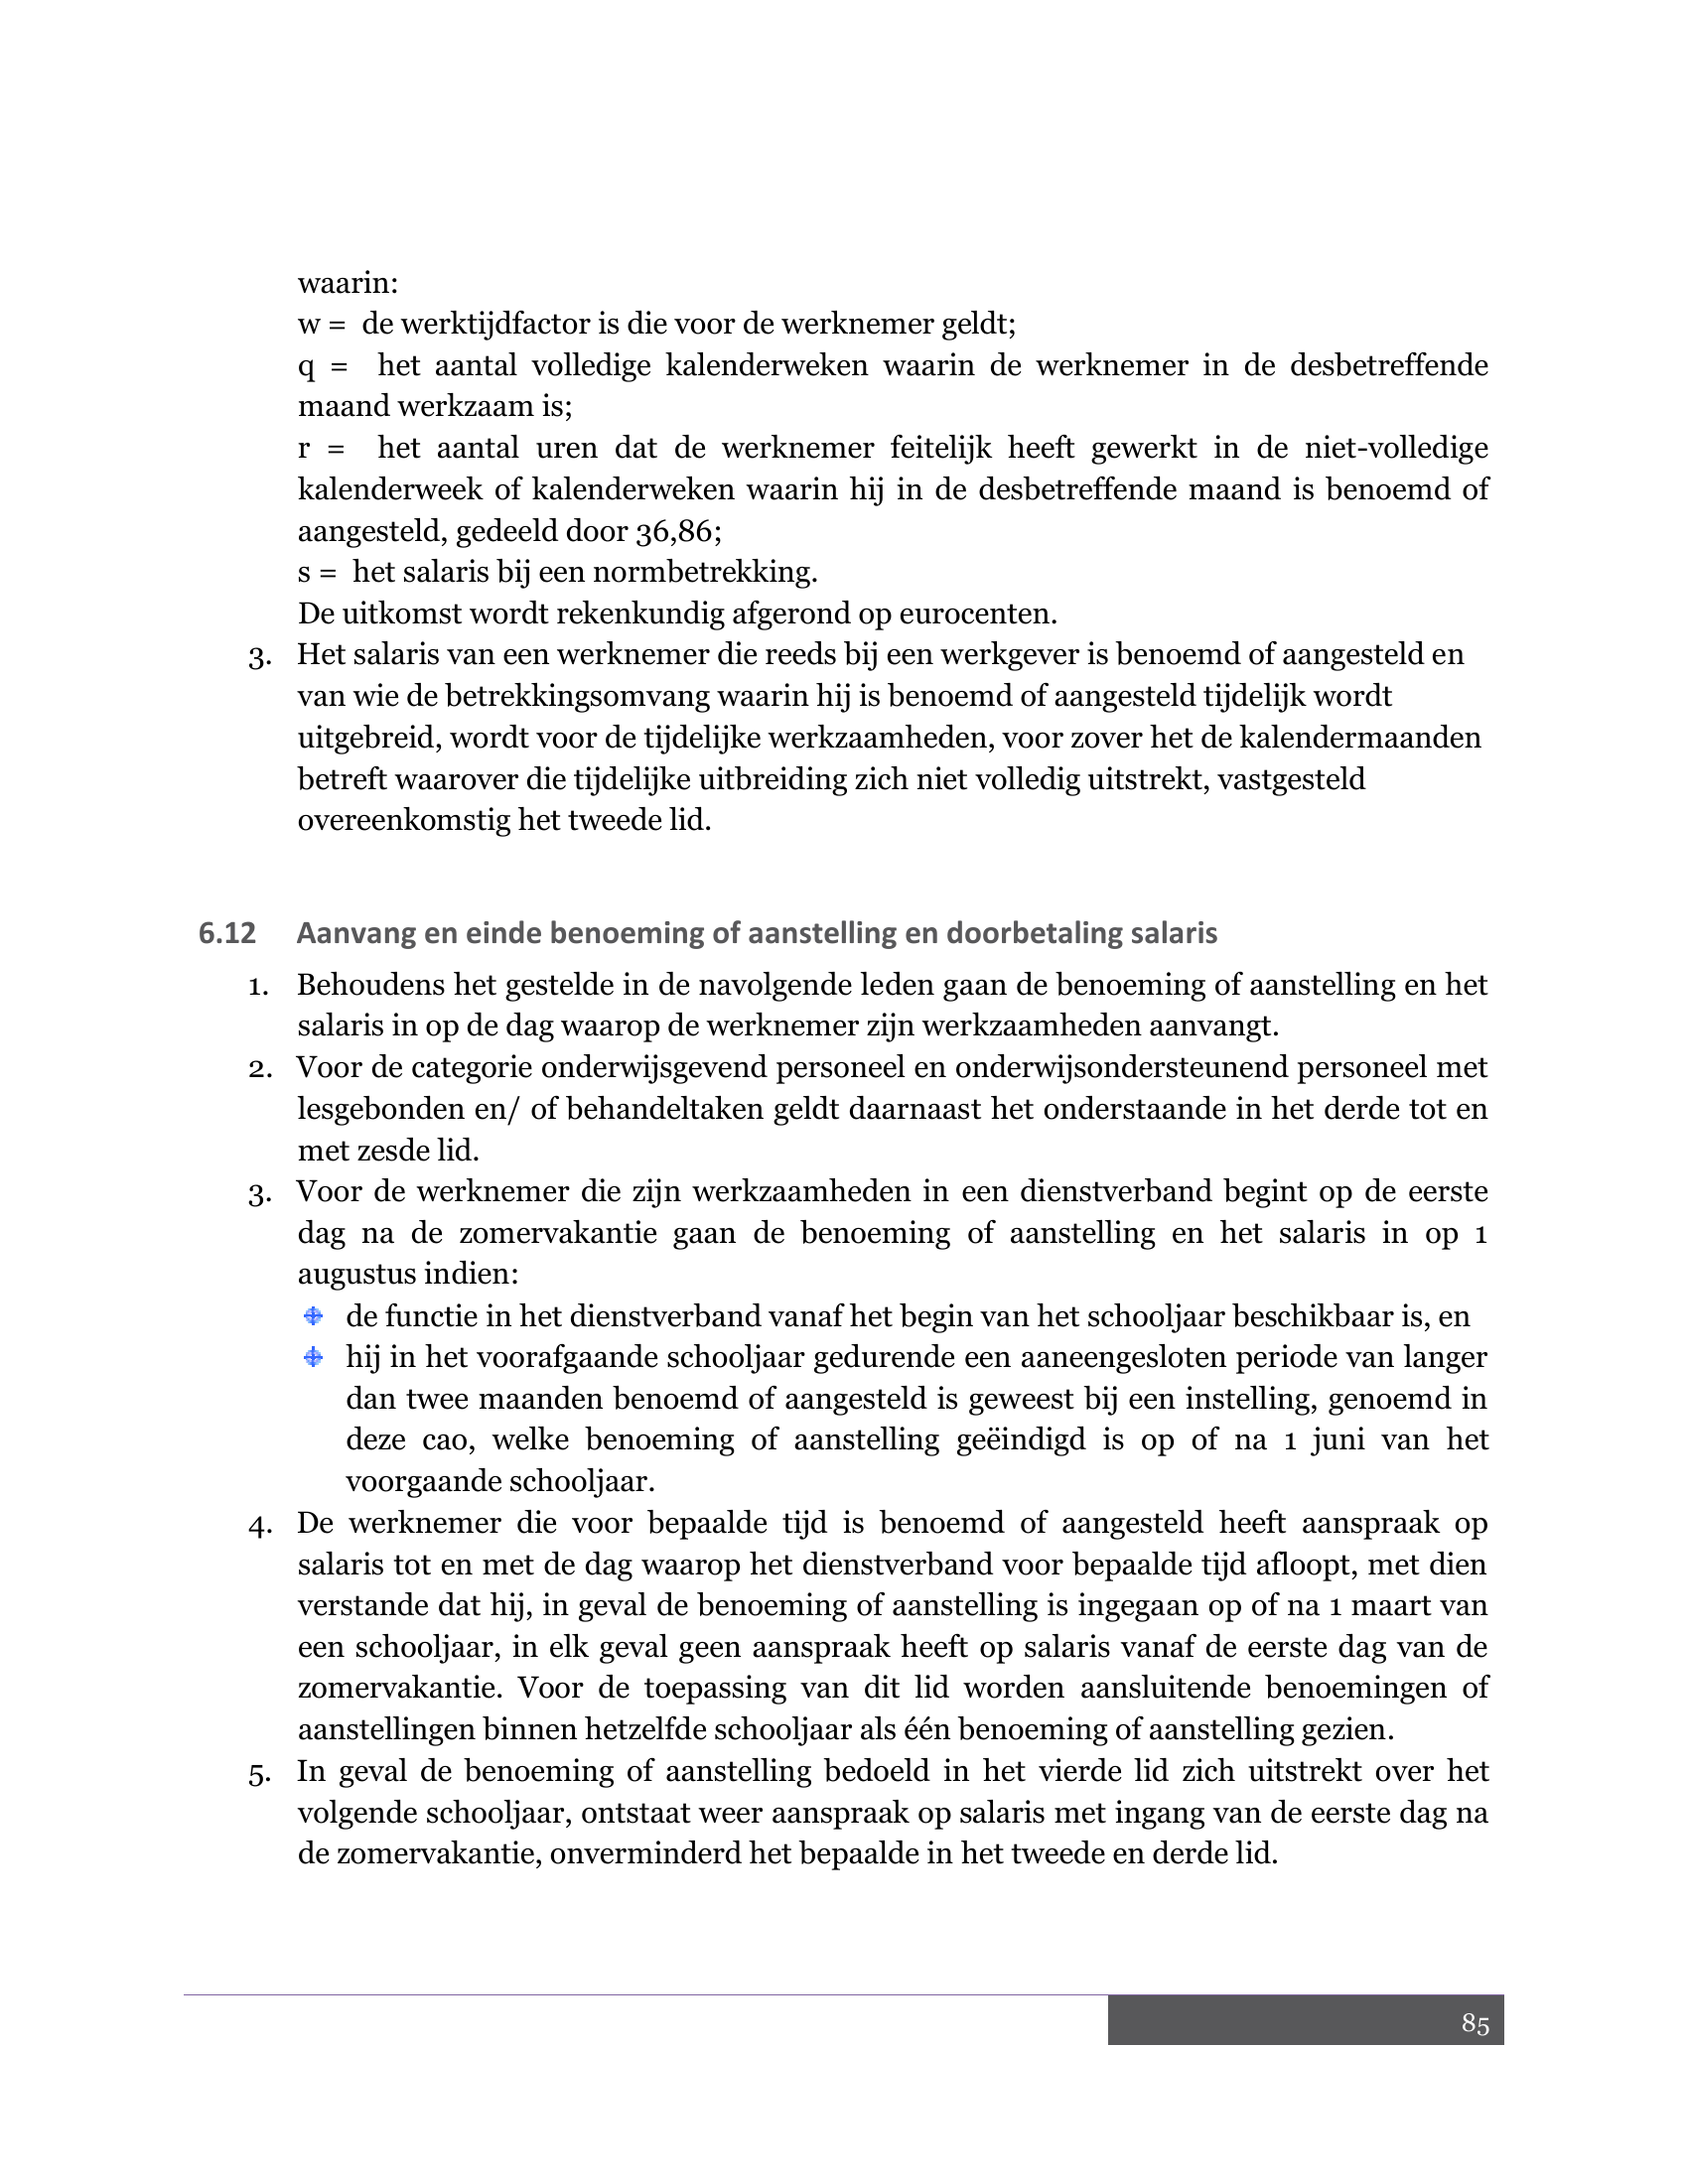 waarin:
w =  de werktijdfactor is die voor de werknemer geldt;
q =  het aantal volledige kalenderweken waarin de werknemer in de desbetreffende
maand werkzaam is;
r =  het aantal uren dat de werknemer feitelijk heeft gewerkt in de niet-volledige
kalenderweek of kalenderweken waarin hij in de desbetreffende maand is benoemd of
aangesteld, gedeeld door 36,86;
s =  het salaris bij een normbetrekking.
De uitkomst wordt rekenkundig afgerond op eurocenten.
3. Het salaris van een werknemer die reeds bij een werkgever is benoemd of aangesteld en
van wie de betrekkingsomvang waarin hij is benoemd of aangesteld tijdelijk wordt
uitgebreid, wordt voor de tijdelijke werkzaamheden, voor zover het de kalendermaanden
betreft waarover die tijdelijke uitbreiding zich niet volledig uitstrekt, vastgesteld
overeenkomstig het tweede lid.
6.12 Aanvang en einde benoeming of aanstelling en doorbetaling salaris
1. Behoudens het gestelde in de navolgende leden gaan de benoeming of aanstelling en het
salaris in op de dag waarop de werknemer zijn werkzaamheden aanvangt.
2. Voor de categorie onderwijsgevend personeel en onderwijsondersteunend personeel met
lesgebonden en/ of behandeltaken geldt daarnaast het onderstaande in het derde tot en
met zesde lid.
3. Voor de werknemer die zijn werkzaamheden in een dienstverband begint op de eerste
dag na de zomervakantie gaan de benoeming of aanstelling en het salaris in op 1
augustus indien:
de functie in het dienstverband vanaf het begin van het schooljaar beschikbaar is, en
hij in het voorafgaande schooljaar gedurende een aaneengesloten periode van langer
dan twee maanden benoemd of aangesteld is geweest bij een instelling, genoemd in
deze cao, welke benoeming of aanstelling geëindigd is op of na 1 juni van het
voorgaande schooljaar.
4. De werknemer die voor bepaalde tijd is benoemd of aangesteld heeft aanspraak op
salaris tot en met de dag waarop het dienstverband voor bepaalde tijd afloopt, met dien
verstande dat hij, in geval de benoeming of aanstelling is ingegaan op of na 1 maart van
een schooljaar, in elk geval geen aanspraak heeft op salaris vanaf de eerste dag van de
zomervakantie. Voor de toepassing van dit lid worden aansluitende benoemingen of
aanstellingen binnen hetzelfde schooljaar als één benoeming of aanstelling gezien.
5. In geval de benoeming of aanstelling bedoeld in het vierde lid zich uitstrekt over het
volgende schooljaar, ontstaat weer aanspraak op salaris met ingang van de eerste dag na
de zomervakantie, onverminderd het bepaalde in het tweede en derde lid.
85